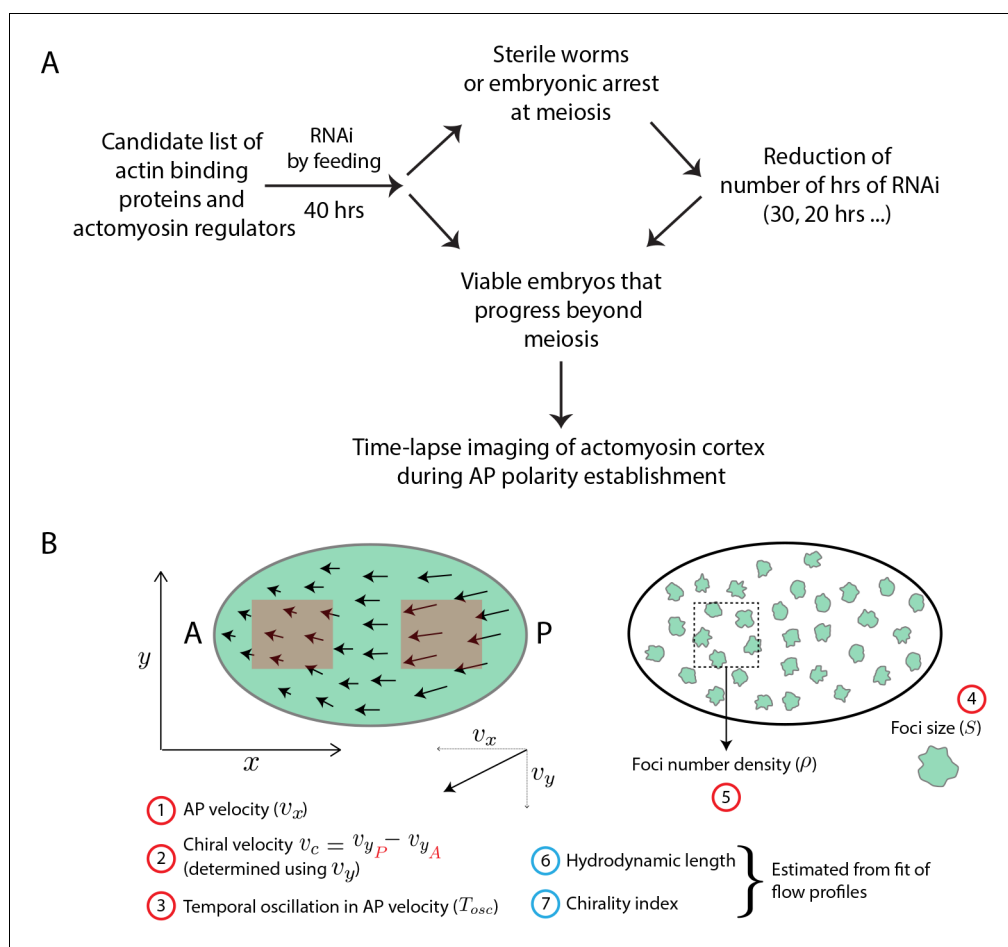 A
Sterile worms
or embryonic arrest
at meiosis
Candidate list of
actin binding
proteins and
actomyosin regulators
RNAi
by feeding
40 hrs
Reduction of
number of hrs of RNAi
(30, 20 hrs ...)
Viable embryos that
progress beyond
meiosis
Time-lapse imaging of actomyosin cortex
during AP polarity establishment
B
A
P
y
x
v_x
v_y
4
Foci size (S)
Foci number density (ρ)
5
1 AP velocity (v_x)
2 Chiral velocity v_c = v_{y_P} − v_{y_A}
(determined using v_y)
3 Temporal oscillation in AP velocity (T_{osc})
6 Hydrodynamic length
7 Chirality index
Estimated from fit of
flow profiles